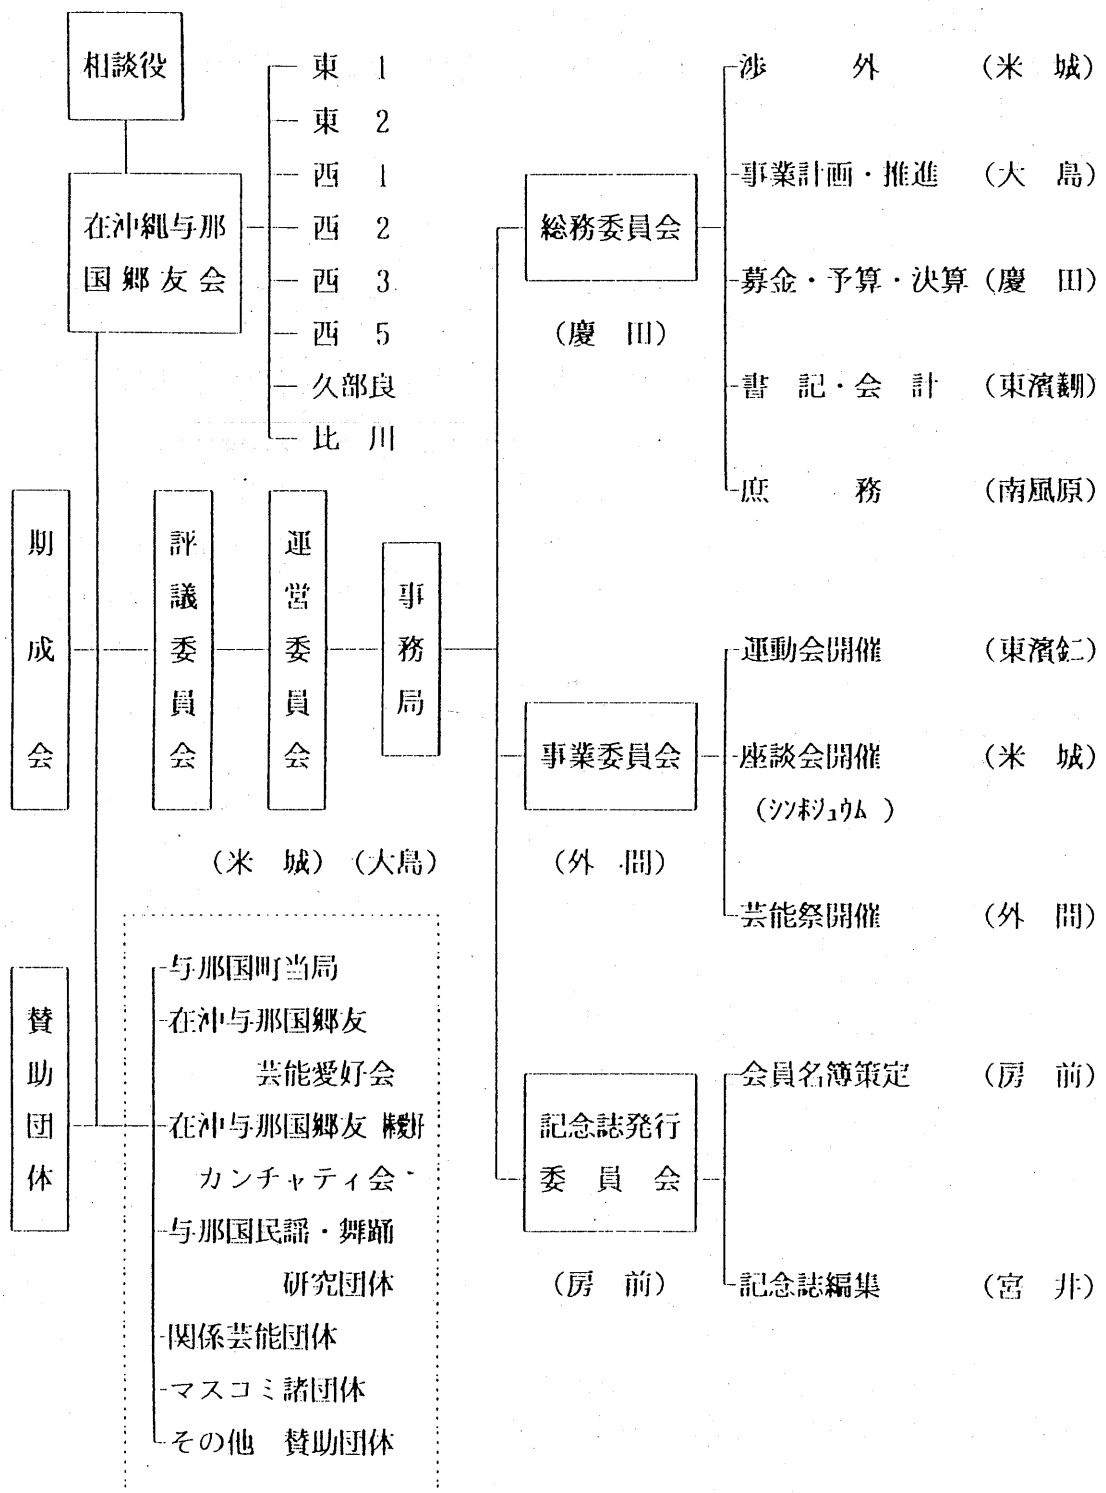 相談役
在沖縄与那
国郷友会
東 1
東 2
西 1
西 2
西 3
西 5
久部良
比 川
期成会
評議委員会
運営委員会
(米 城)
事務局
(大島)
総務委員会
(慶 田)
渉 外 (米 城)
事業計画・推進 (大 島)
募金・予算・決算 (慶 田)
書 記・会 計 (東濱
庶 務 (南風原)
事業委員会
(外 間)
運動会開催 (東濱
座談会開催 (米 城)
(シンポジュウム )
芸能祭開催 (外 間)
記念誌発行
委 員 会
(房 前)
会員名簿策定 (房 前)
記念誌編集 (宮 井)
賛助団体
与那国町当局
在沖与那国郷友
芸能愛好会
在沖与那国郷友
カンチャティ会
与那国民謡・舞踊
研究団体
関係芸能団体
マスコミ諸団体
その他 賛助団体